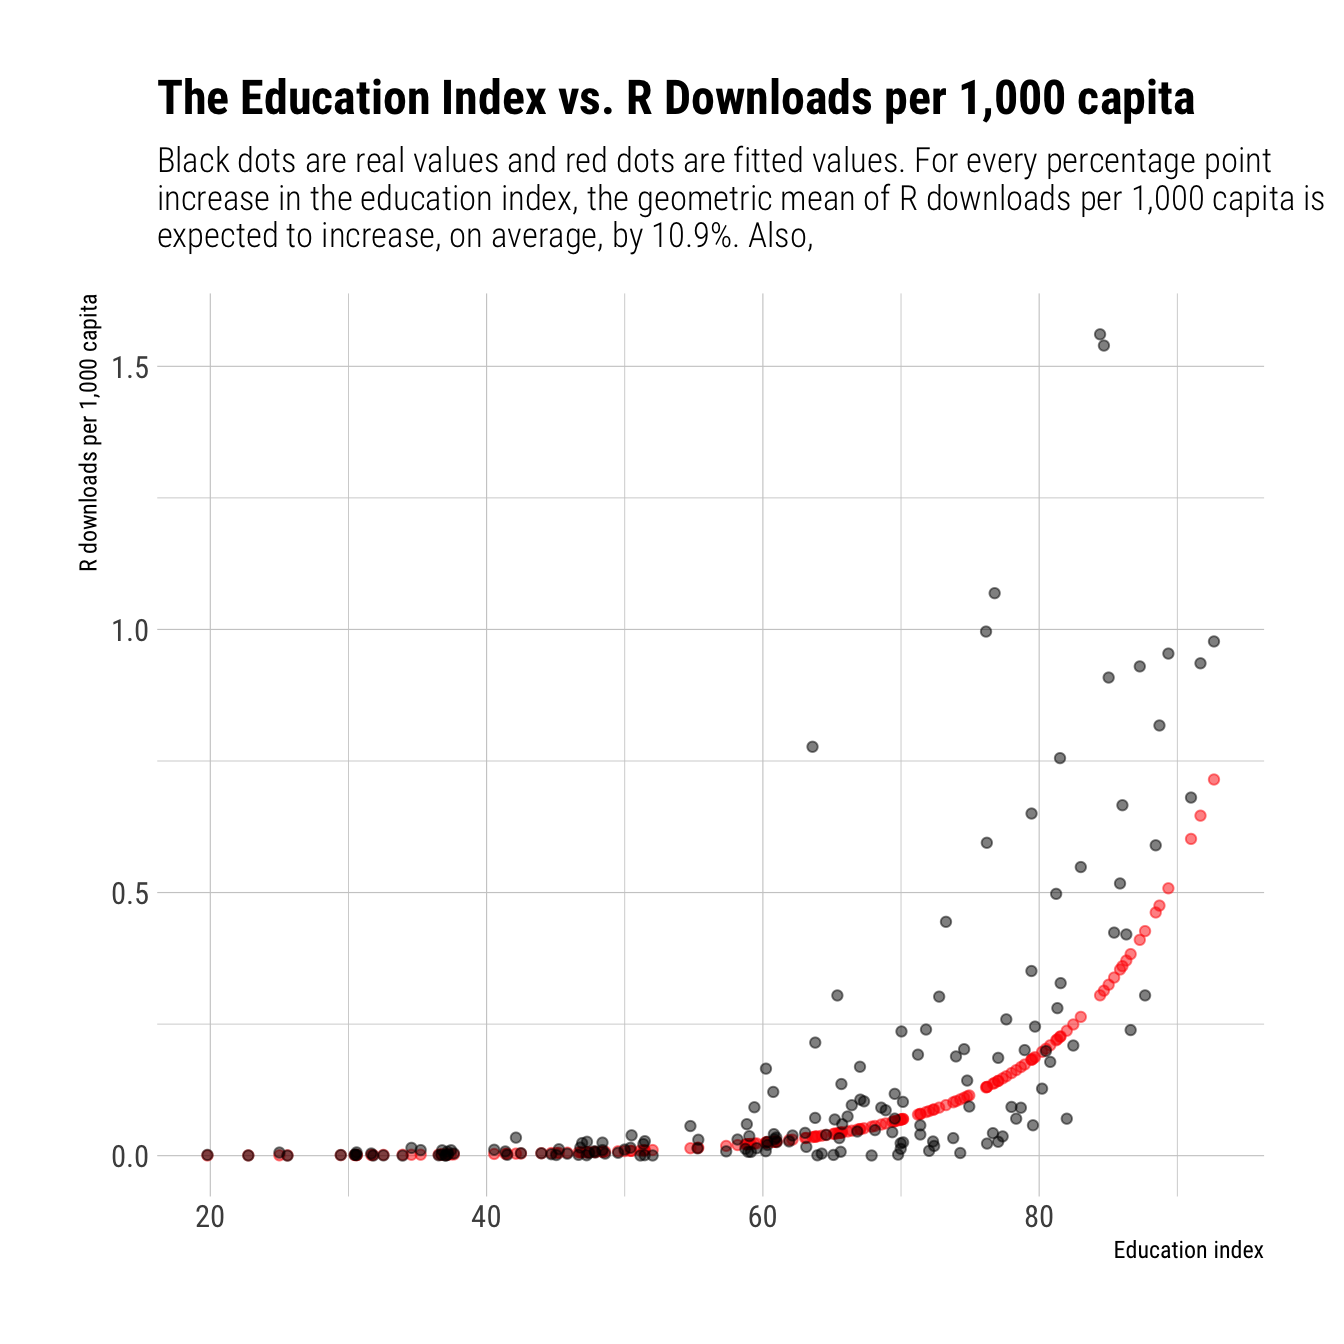 The Education Index vs. R Downloads per 1,000 capita
Black dots are real values and red dots are fitted values. For every percentage point
increase in the education index, the geometric mean of R downloads per 1,000 capita is
expected to increase, on average, by 10.9%. Also,
R downloads per 1,000 capita
1.5
1.0
0.5
0.0
20
40
60
80
Education index